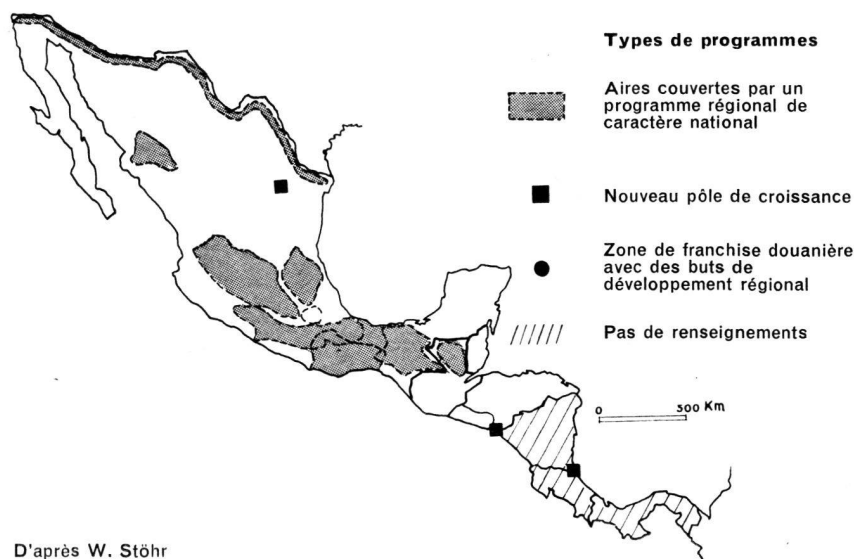 Types de programmes
Aires couvertes par un
programme régional de
caractère national
Nouveau pôle de croissance
Zone de franchise douanière
avec des buts de
développement régional
Pas de renseignements
0 500 Km
D'après W. Stöhr